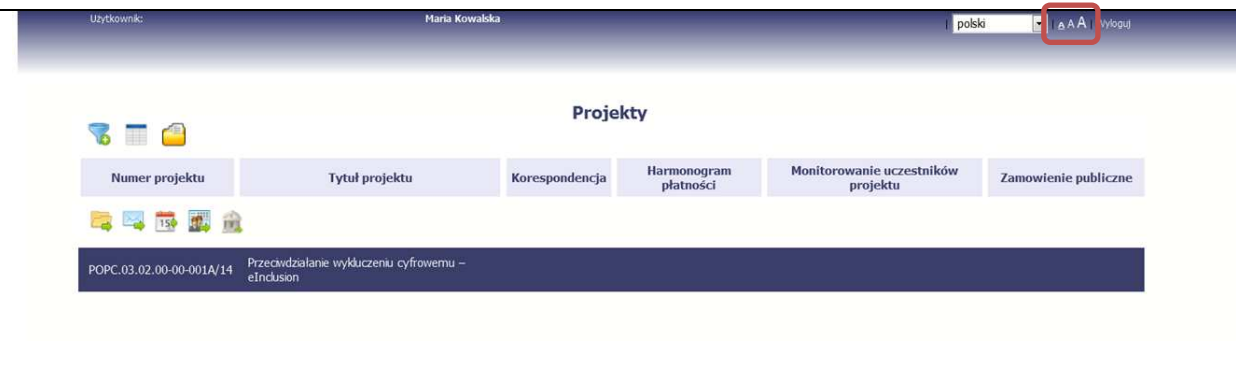 Użytkownik: Maria Kowalska | polski | A A A | Wyloguj
Projekty
Numer projektu Tytuł projektu Korespondencja Harmonogram płatności Monitorowanie uczestników projektu Zamowienie publiczne
15
POPC.03.02.00-00-001A/14 Przeciwdziałanie wykluczeniu cyfrowemu –
eInclusion